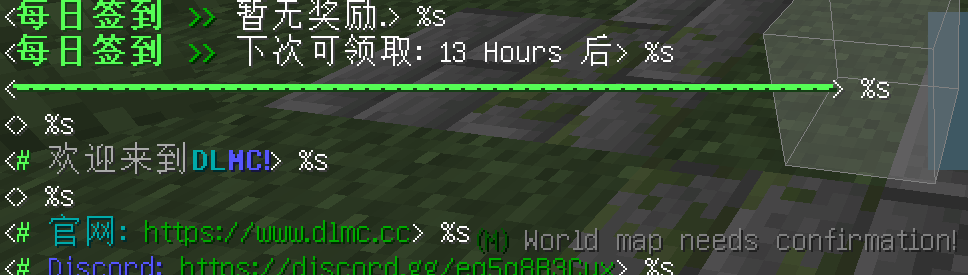 <每日签到 >> 暂无奖励.> %s
<每日签到 >> 下次可领取: 13 Hours 后> %s
<> %s
<> %s
<# 欢迎来到DLMC!> %s
<> %s
<# 官网: https://www.dlmc.cc> %s
(M) World map needs confirmation!
<# Discord: https://discord.gg/eq5g8B3Cux> %s